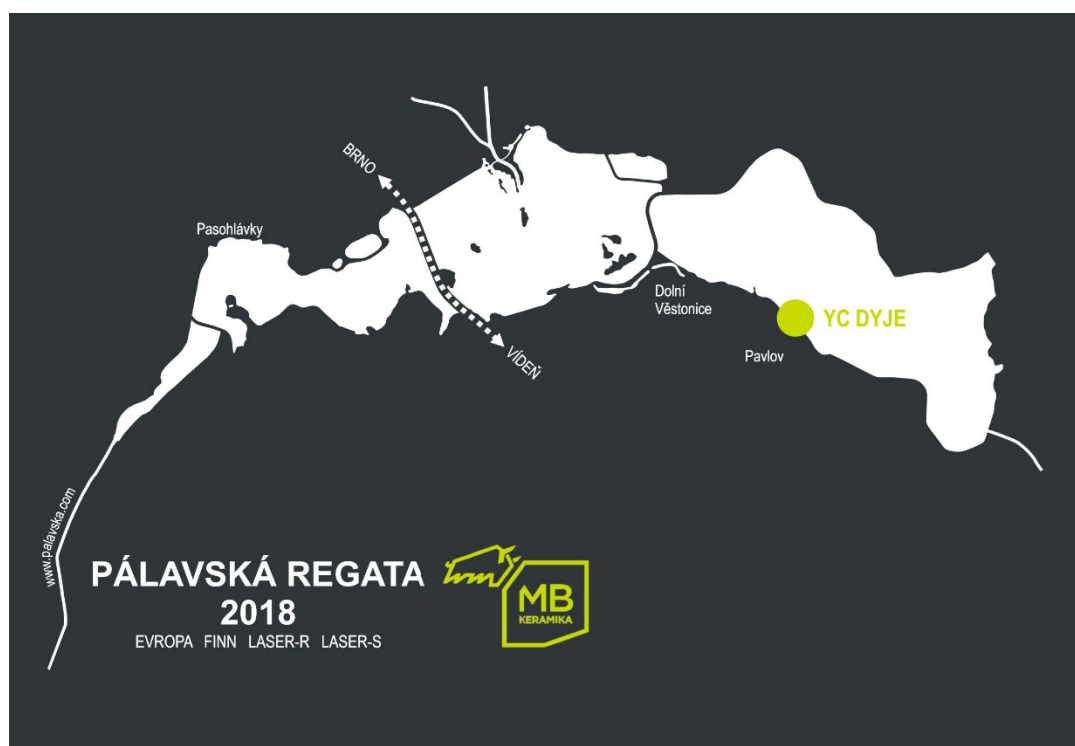 BRNO
Pasohlávky
Dolní
Věstonice
YC DYJE
VÍDEŇ
Pavlov
www.palavska.com
PÁLAVSKÁ REGATA
2018
EVROPA FINN LASER-R LASER-S
MB
KERAMIKA